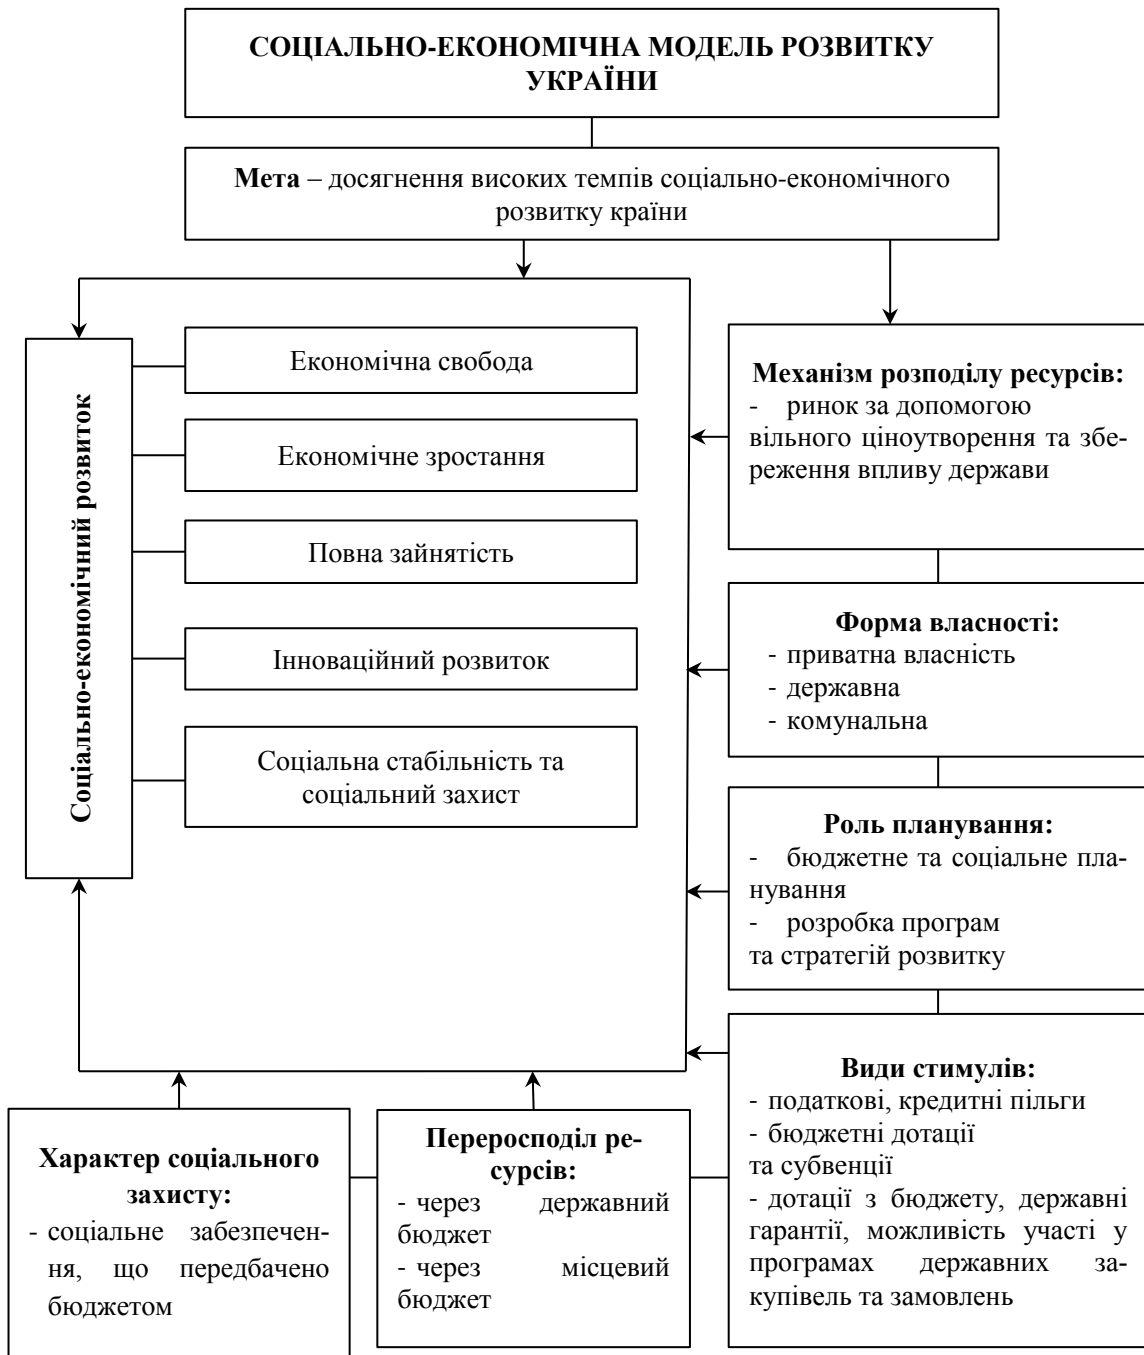 СОЦІАЛЬНО-ЕКОНОМІЧНА МОДЕЛЬ РОЗВИТКУ
УКРАЇНИ
Мета – досягнення високих темпів соціально-економічного
розвитку країни
Соціально-економічний розвиток
Економічна свобода
Економічне зростання
Повна зайнятість
Інноваційний розвиток
Соціальна стабільність та
соціальний захист
Механізм розподілу ресурсів:
- ринок за допомогою
вільного ціноутворення та збе-
реження впливу держави
Форма власності:
- приватна власність
- державна
- комунальна
Роль планування:
- бюджетне та соціальне пла-
нування
- розробка програм
та стратегій розвитку
Види стимулів:
- податкові, кредитні пільги
- бюджетні дотації
та субвенції
- дотації з бюджету, державні
гарантії, можливість участі у
програмах державних за-
купівель та замовлень
Переросподіл ре-
сурсів:
- через державний
бюджет
- через місцевий
бюджет
Характер соціального
захисту:
- соціальне забезпечен-
ня, що передбачено
бюджетом